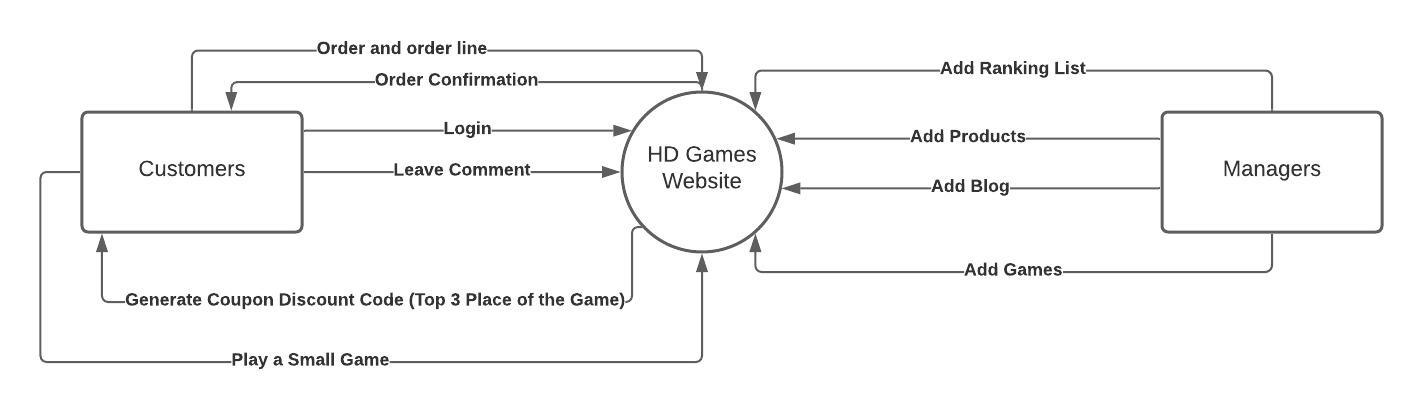 Order and order line
Add Ranking List
Order Confirmation
Login
Add Products
HD Games
Website
Customers
Leave Comment
Managers
Add Blog
Add Games
Generate Coupon Discount Code (Top 3 Place of the Game)
Play a Small Game